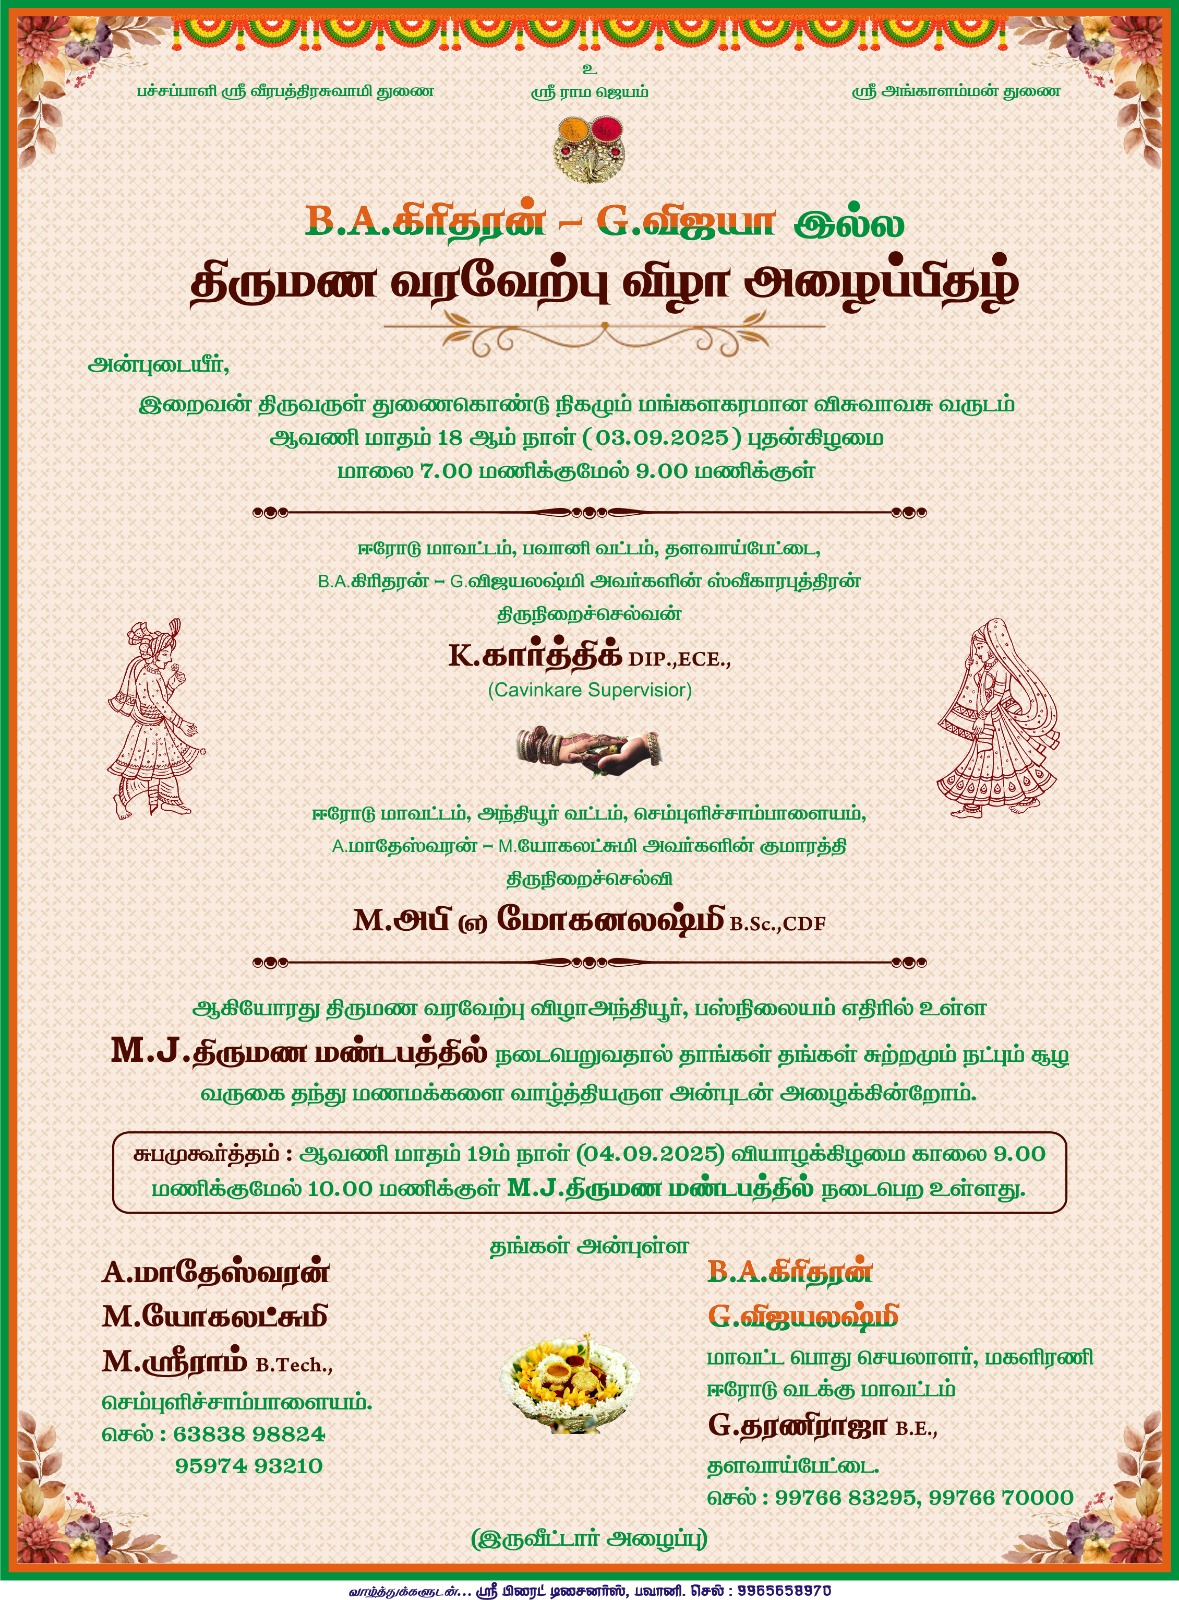 உ
பச்சப்பாளி ஸ்ரீ வீரபத்திரசுவாமி துணை ஸ்ரீ ராம ஜெயம் ஸ்ரீ அங்காளம்மன் துணை
B.A.கிரிதரன் – G.விஜயா இல்ல
திருமண வரவேற்பு விழா அழைப்பிதழ்
அன்புடையீர்,
இறைவன் திருவருள் துணைகொண்டு நிகழும் மங்களகரமான விசுவாவசு வருடம்
ஆவணி மாதம் 18 ஆம் நாள் (03.09.2025) புதன்கிழமை
மாலை 7.00 மணிக்குமேல் 9.00 மணிக்குள்
ஈரோடு மாவட்டம், பவானி வட்டம், தளவாய்பேட்டை,
B.A.கிரிதரன் – G.விஜயலஷ்மி அவர்களின் ஸ்வீகாரபுத்திரன்
திருநிறைச்செல்வன்
K.கார்த்திக் DIP.,ECE.,
(Cavinkare Supervisior)
ஈரோடு மாவட்டம், அந்தியூர் வட்டம், செம்புளிச்சாம்பாளையம்,
A.மாதேஸ்வரன் – M.யோகலட்சுமி அவர்களின் குமாரத்தி
திருநிறைச்செல்வி
M.அபி (எ) மோகனலஷ்மி B.Sc.,CDF
ஆகியோரது திருமண வரவேற்பு விழாஅந்தியூர், பஸ்நிலையம் எதிரில் உள்ள
M.J.திருமண மண்டபத்தில் நடைபெறுவதால் தாங்கள் தங்கள் சுற்றமும் நட்பும் சூழ
வருகை தந்து மணமக்களை வாழ்த்தியருள அன்புடன் அழைக்கின்றோம்.
சுபமுகூர்த்தம் : ஆவணி மாதம் 19ம் நாள் (04.09.2025) வியாழக்கிழமை காலை 9.00
மணிக்குமேல் 10.00 மணிக்குள் M.J.திருமண மண்டபத்தில் நடைபெற உள்ளது.
தங்கள் அன்புள்ள
A.மாதேஸ்வரன்
M.யோகலட்சுமி
M.ஸ்ரீராம் B.Tech.,
செம்புளிச்சாம்பாளையம்.
செல் : 63838 98824
95974 93210
B.A.கிரிதரன்
G.விஜயலஷ்மி
மாவட்ட பொது செயலாளர், மகளிரணி
ஈரோடு வடக்கு மாவட்டம்
G.தரணிராஜா B.E.,
தளவாய்பேட்டை.
செல் : 99766 83295, 99766 70000
(இருவீட்டார் அழைப்பு)
வாழ்த்துக்களுடன்... ஸ்ரீ பிரைட் டிசைனர்ஸ், பவானி. செல் : 9965658970